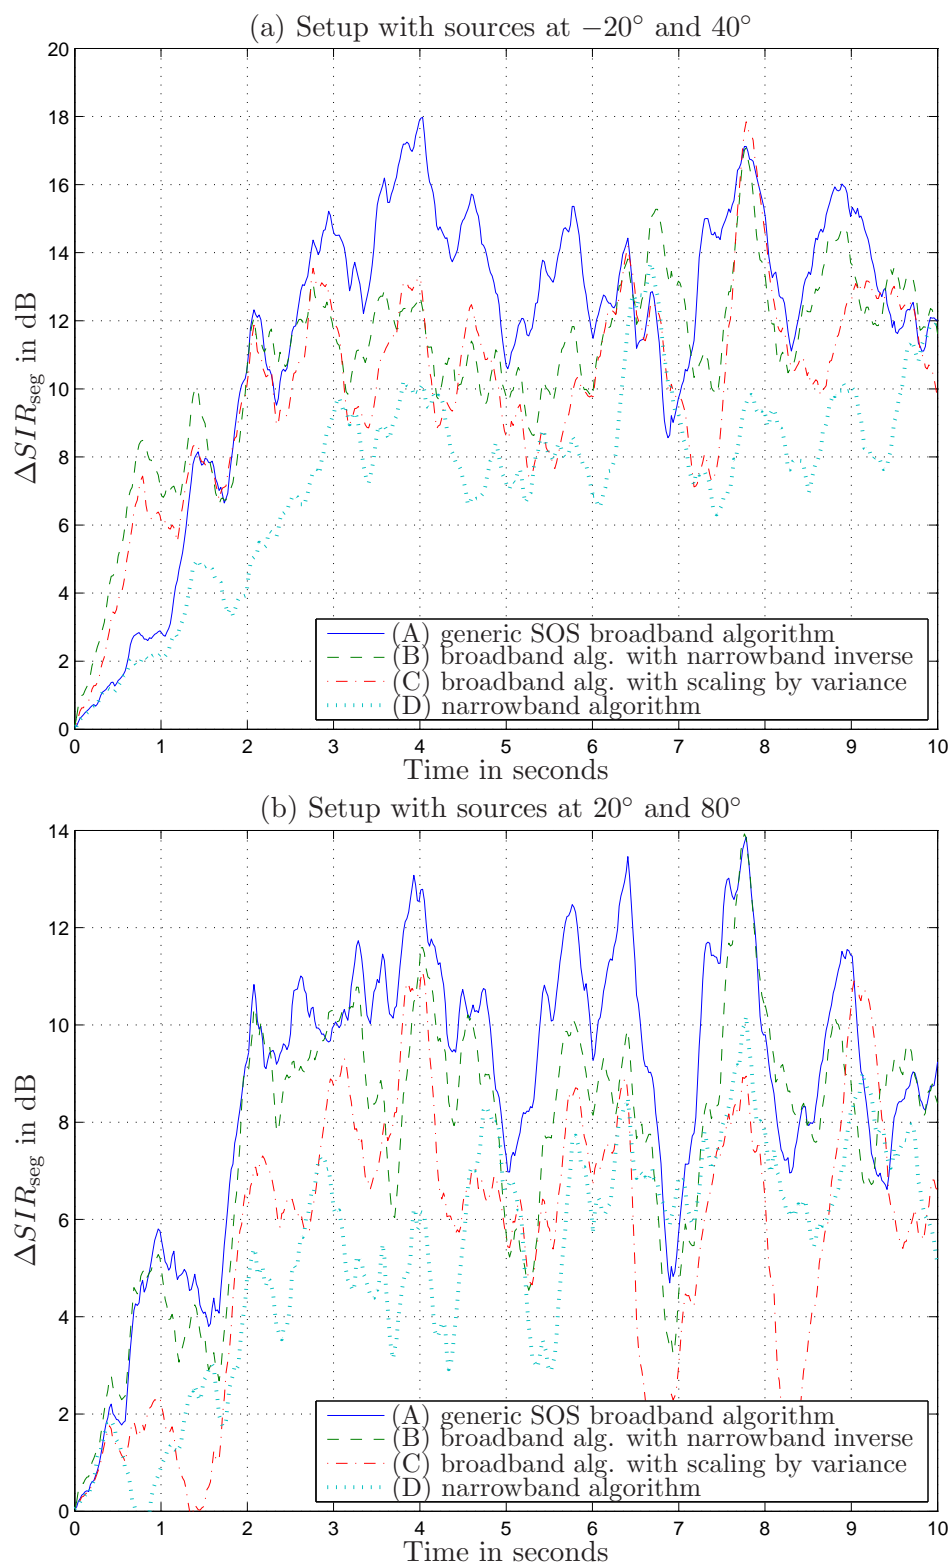 (a) Setup with sources at −20° and 40°
20
18
16
14
12
10
8
6
4
2
0
ΔSIRseg in dB
(A) generic SOS broadband algorithm
(B) broadband alg. with narrowband inverse
(C) broadband alg. with scaling by variance
(D) narrowband algorithm
0 1 2 3 4 5 6 7 8 9 10
Time in seconds
(b) Setup with sources at 20° and 80°
14
12
10
8
6
4
2
0
ΔSIRseg in dB
(A) generic SOS broadband algorithm
(B) broadband alg. with narrowband inverse
(C) broadband alg. with scaling by variance
(D) narrowband algorithm
0 1 2 3 4 5 6 7 8 9 10
Time in seconds